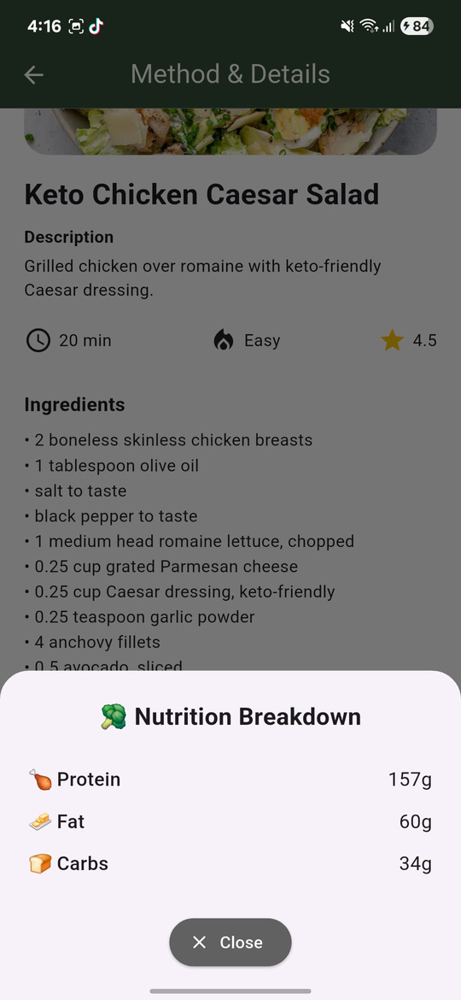 4:16
84
Method & Details
Keto Chicken Caesar Salad
Description
Grilled chicken over romaine with keto-friendly
Caesar dressing.
20 min
Easy
4.5
Ingredients
• 2 boneless skinless chicken breasts
• 1 tablespoon olive oil
• salt to taste
• black pepper to taste
• 1 medium head romaine lettuce, chopped
• 0.25 cup grated Parmesan cheese
• 0.25 cup Caesar dressing, keto-friendly
• 0.25 teaspoon garlic powder
• 4 anchovy fillets
• 0.5 avocado, sliced
Nutrition Breakdown
Protein 157g
Fat 60g
Carbs 34g
Close